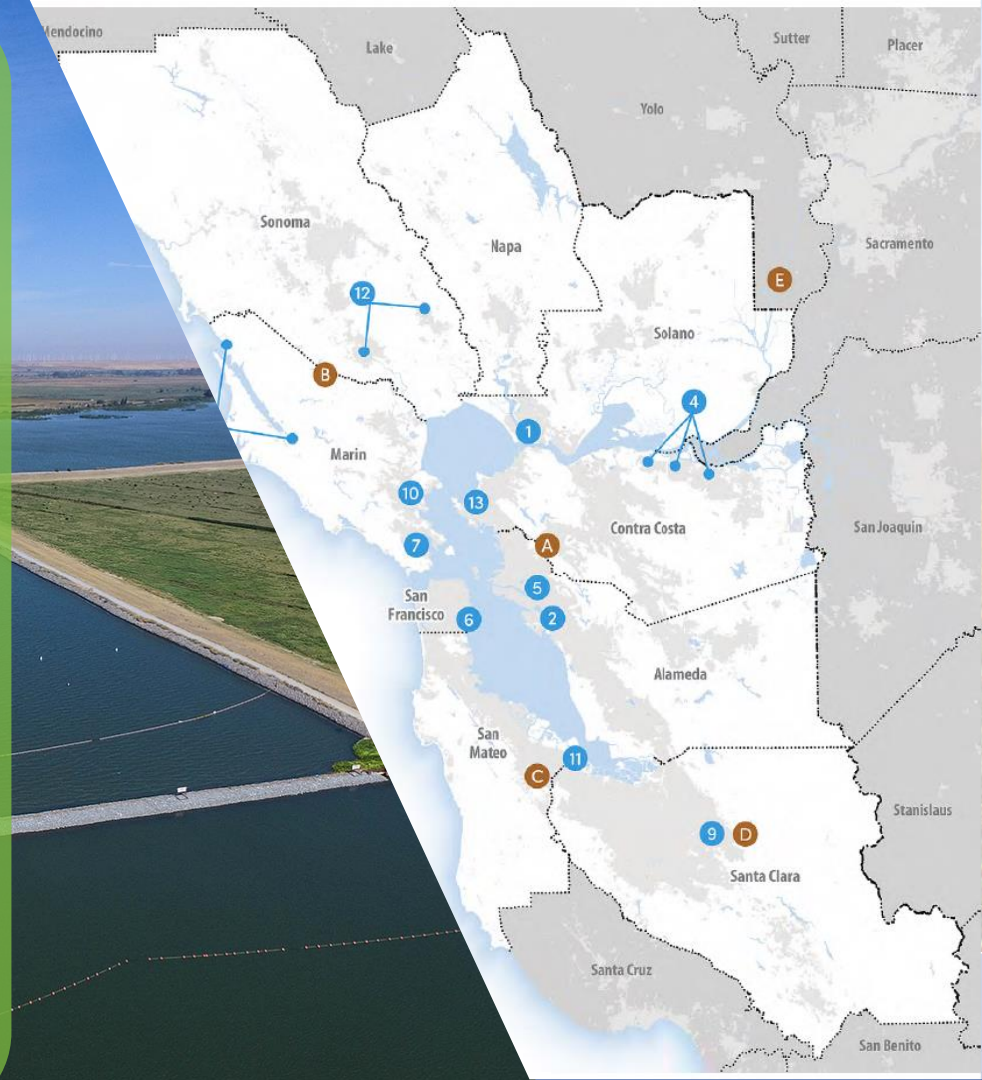 Mendocino
Lake
Sutter
Placer
Yolo
Sonoma
Napa
Sacramento
E
12
Solano
B
4
1
Marin
10
13
Contra Costa
San Joaquin
7
A
5
San
Francisco
6
2
Alameda
San
Mateo
11
C
Stanislaus
9
D
Santa Clara
Santa Cruz
San Benito